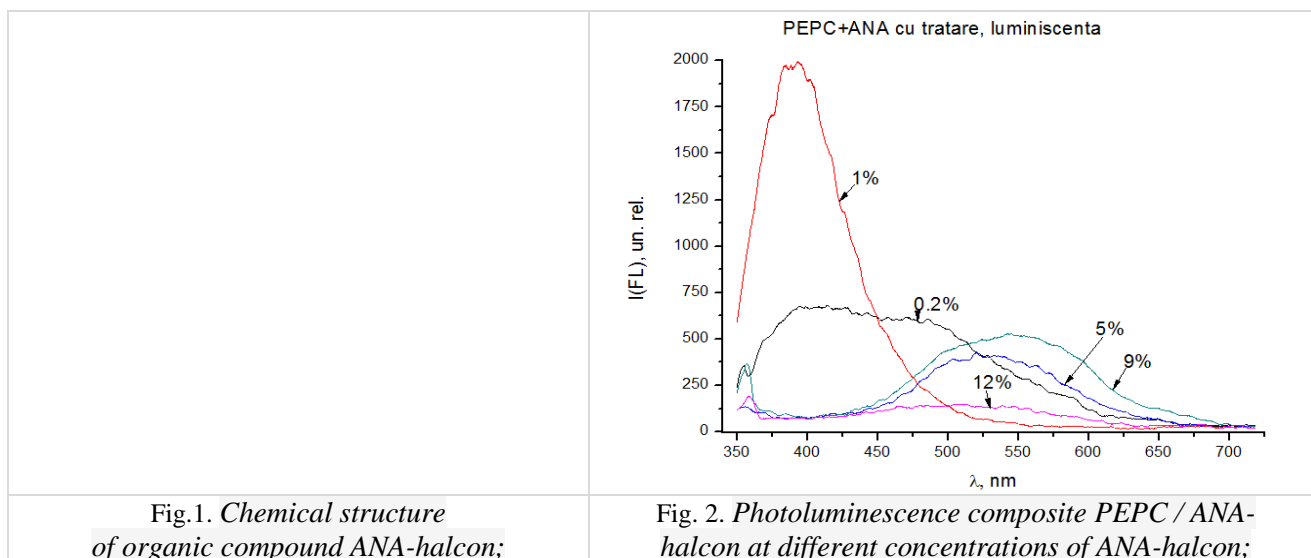 PEPC+ANA cu tratare, luminiscenta
2000
1750
1500
1250
1000
750
500
250
0
I(FL), un. rel.
1%
0.2%
5%
9%
12%
350 400 450 500 550 600 650 700
λ, nm
Fig.1. Chemical structure
of organic compound ANA-halcon;
Fig. 2. Photoluminescence composite PEPC / ANA-
halcon at different concentrations of ANA-halcon;